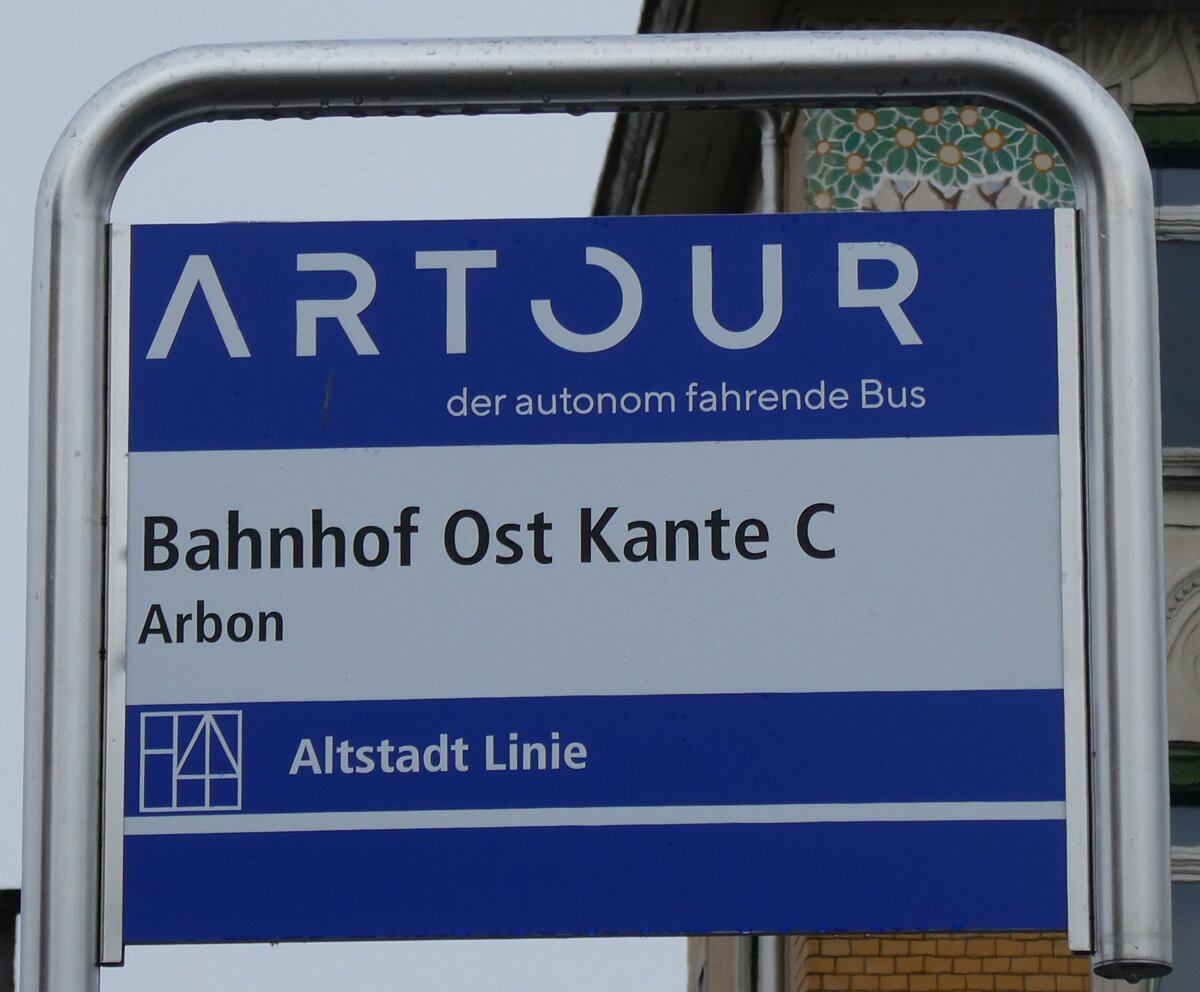 ARTOUR
der autonom fahrende Bus
Bahnhof Ost Kante C
Arbon
Altstadt Linie